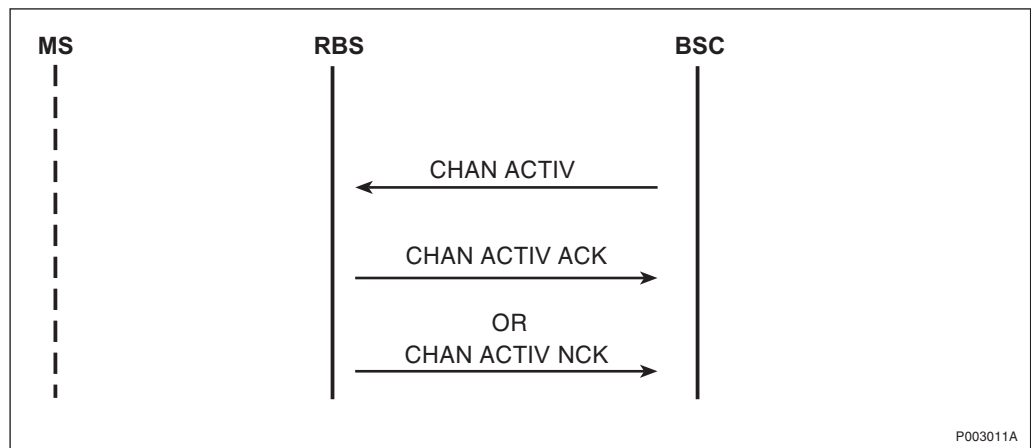 MS RBS BSC
CHAN ACTIV
CHAN ACTIV ACK
OR
CHAN ACTIV NCK
P003011A